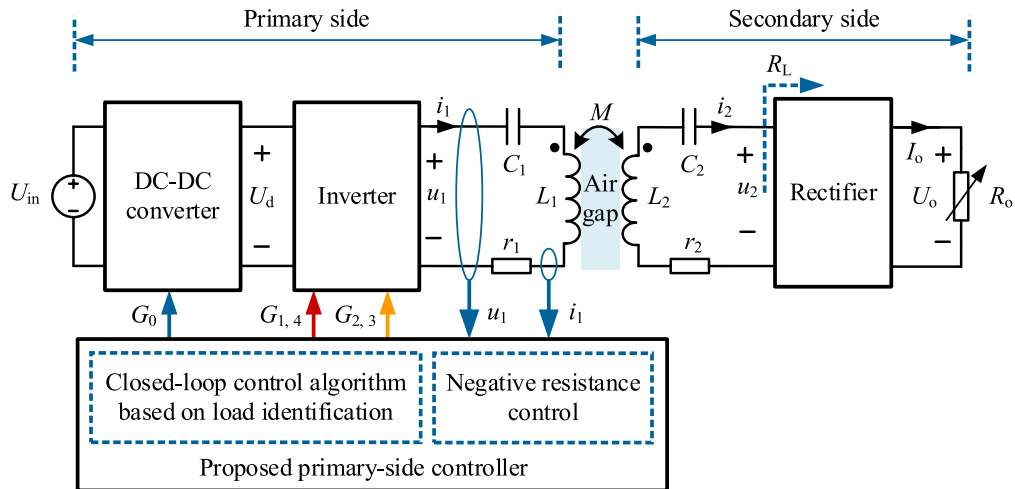 Primary side
Secondary side
R_L
i_1
M
i_2
I_o
C_1
C_2
U_in
DC-DC
converter
U_d
Inverter
u_1
L_1
Air
gap
L_2
u_2
Rectifier
U_o
R_o
r_1
r_2
G_0
G_1, 4
G_2, 3
u_1
i_1
Closed-loop control algorithm
based on load identification
Negative resistance
control
Proposed primary-side controller